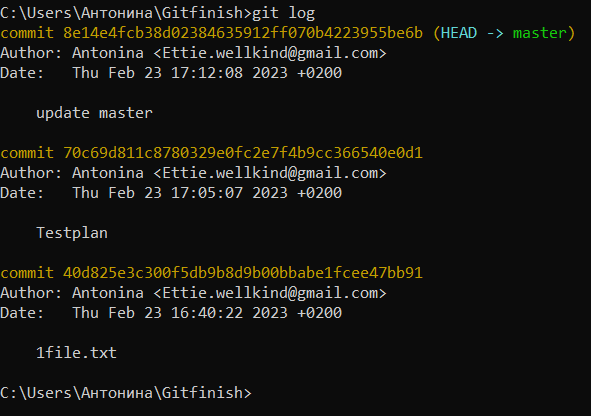 C:\Users\Антонина\Gitfinish>git log
commit 8e14e4fcb38d02384635912ff070b4223955be6b (HEAD -> master)
Author: Antonina <Ettie.wellkind@gmail.com>
Date:   Thu Feb 23 17:12:08 2023 +0200
    update master
commit 70c69d811c8780329e0fc2e7f4b9cc366540e0d1
Author: Antonina <Ettie.wellkind@gmail.com>
Date:   Thu Feb 23 17:05:07 2023 +0200
    Testplan
commit 40d825e3c300f5db9b8d9b00bbabe1fcee47bb91
Author: Antonina <Ettie.wellkind@gmail.com>
Date:   Thu Feb 23 16:40:22 2023 +0200
    1file.txt
C:\Users\Антонина\Gitfinish>